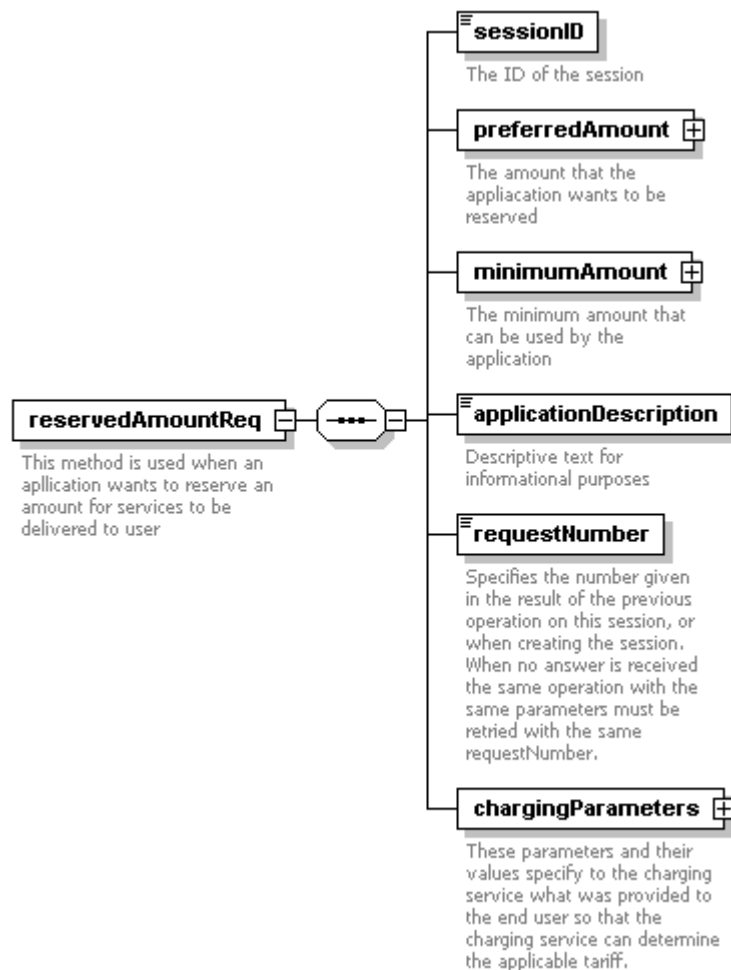 sessionID
The ID of the session
preferredAmount
The amount that the
appliacation wants to be
reserved
minimumAmount
The minimum amount that
can be used by the
application
reservedAmountReq
This method is used when an
apllication wants to reserve an
amount for services to be
delivered to user
applicationDescription
Descriptive text for
informational purposes
requestNumber
Specifies the number given
in the result of the previous
operation on this session, or
when creating the session.
When no answer is received
the same operation with the
same parameters must be
retried with the same
requestNumber.
chargingParameters
These parameters and their
values specify to the charging
service what was provided to
the end user so that the
charging service can determine
the applicable tariff.